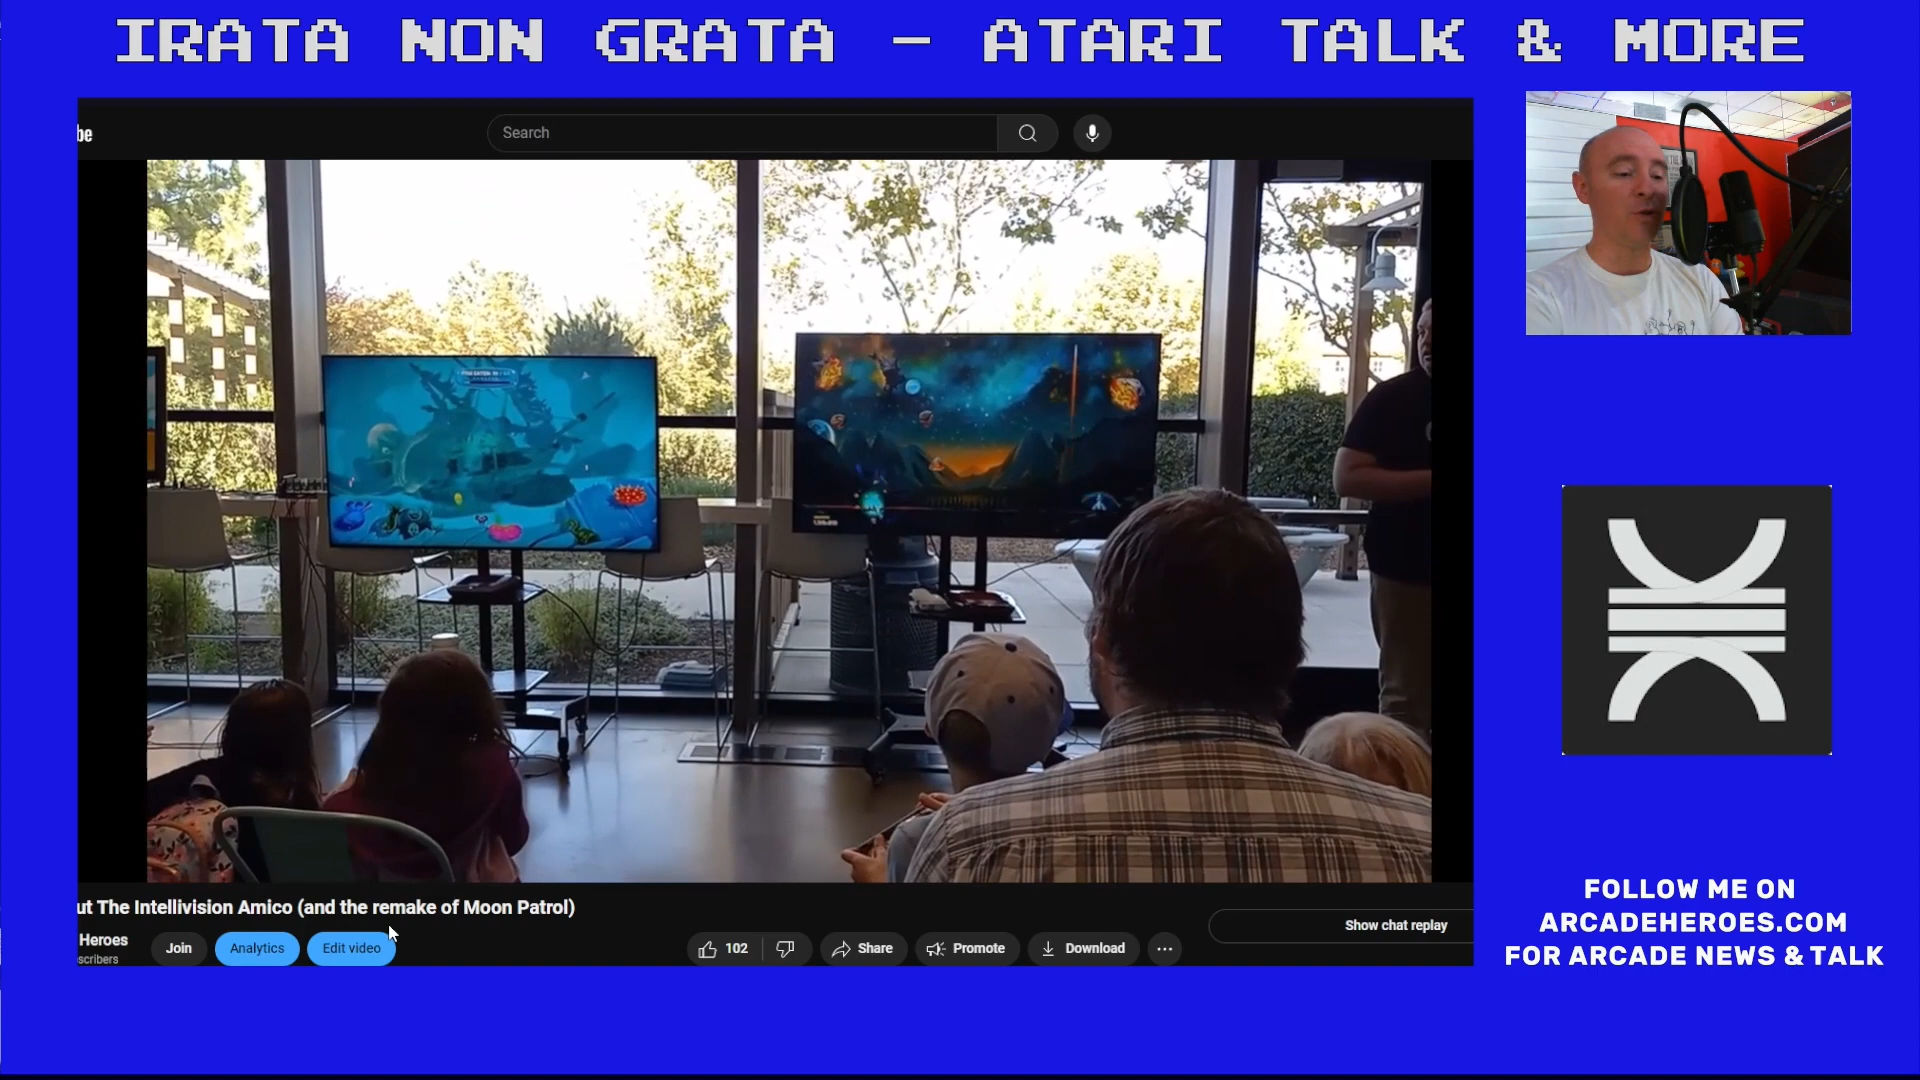 IRATA NON GRATA - ATARI TALK & MORE
be
Search
ut The Intellivision Amico (and the remake of Moon Patrol)
Heroes
scribers
Join
Analytics
Edit video
102
Share
Promote
Download
Show chat replay
FOLLOW ME ON
ARCADEHEROES.COM
FOR ARCADE NEWS & TALK